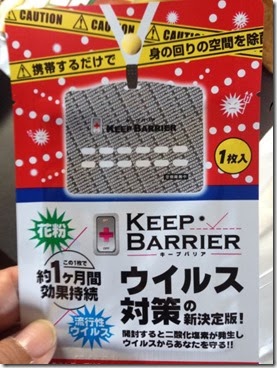 CAUTION CAUTION CAUTION
携帯するだけで
身の回りの空間を除菌
KEEP BARRIER
1枚入
花粉
この1枚で
約1ヶ月間
効果持続
流行性
ウイルス
KEEP・
BARRIER
キープバリア
ウイルス
対策の
新決定版!
開封すると二酸化塩素が発生し
ウイルスからあなたを守る!!